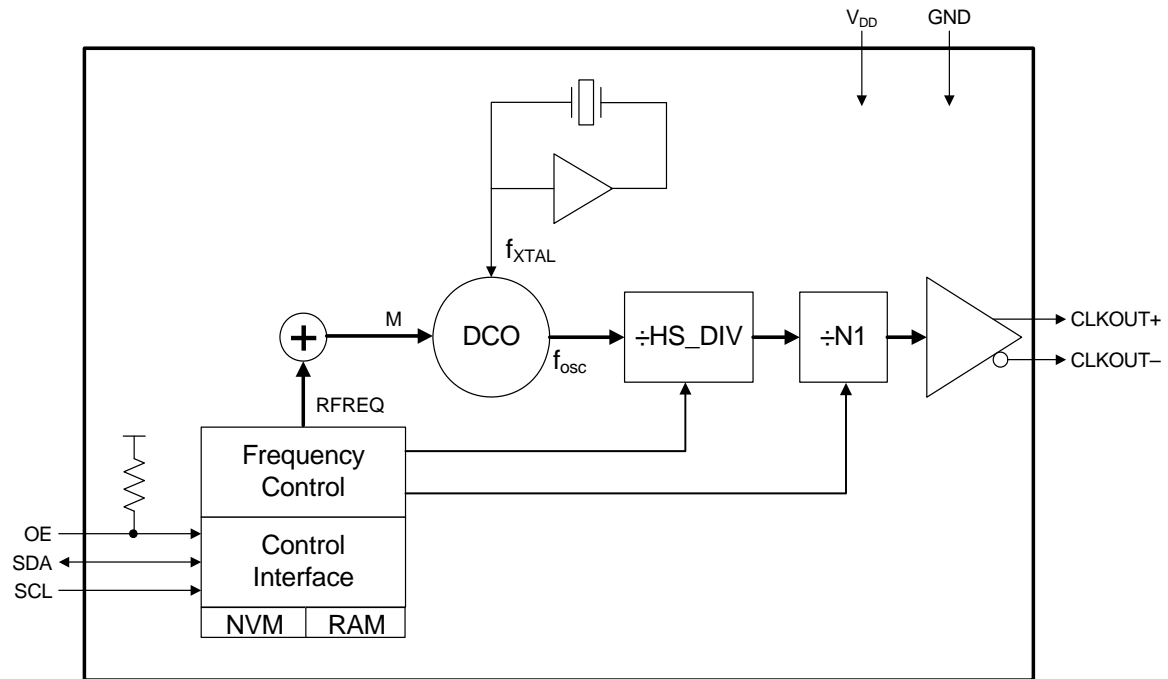 VDD
GND
fXTAL
M
DCO
÷HS_DIV
÷N1
CLKOUT+
CLKOUT–
fosc
RFREQ
Frequency
Control
OE
SDA
SCL
Control
Interface
NVM
RAM